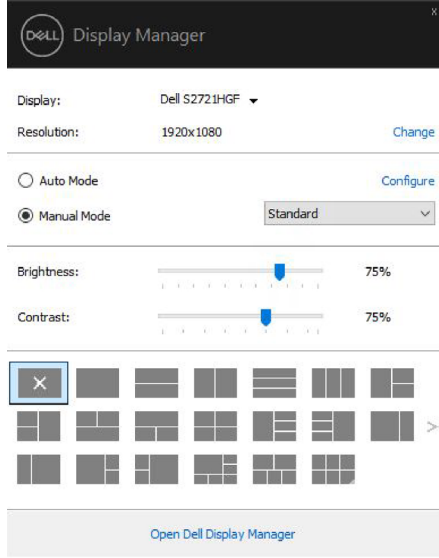 DELL Display Manager
Display: Dell S2721HGF
Resolution: 1920x1080 Change
Auto Mode Configure
Manual Mode Standard
Brightness: 75%
Contrast: 75%
Open Dell Display Manager